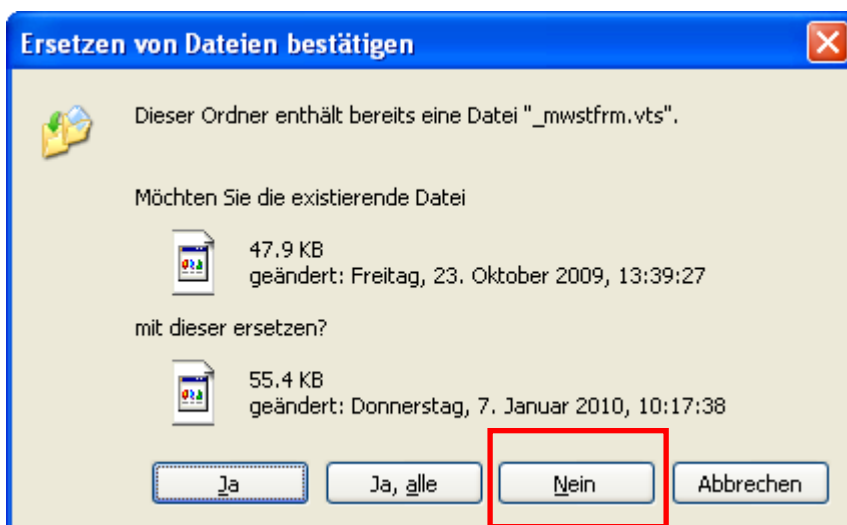 Ersetzen von Dateien bestätigen
Dieser Ordner enthält bereits eine Datei "_mwstfrm.vts".
Möchten Sie die existierende Datei
47.9 KB
geändert: Freitag, 23. Oktober 2009, 13:39:27
mit dieser ersetzen?
55.4 KB
geändert: Donnerstag, 7. Januar 2010, 10:17:38
Ja Ja, alle Nein Abbrechen